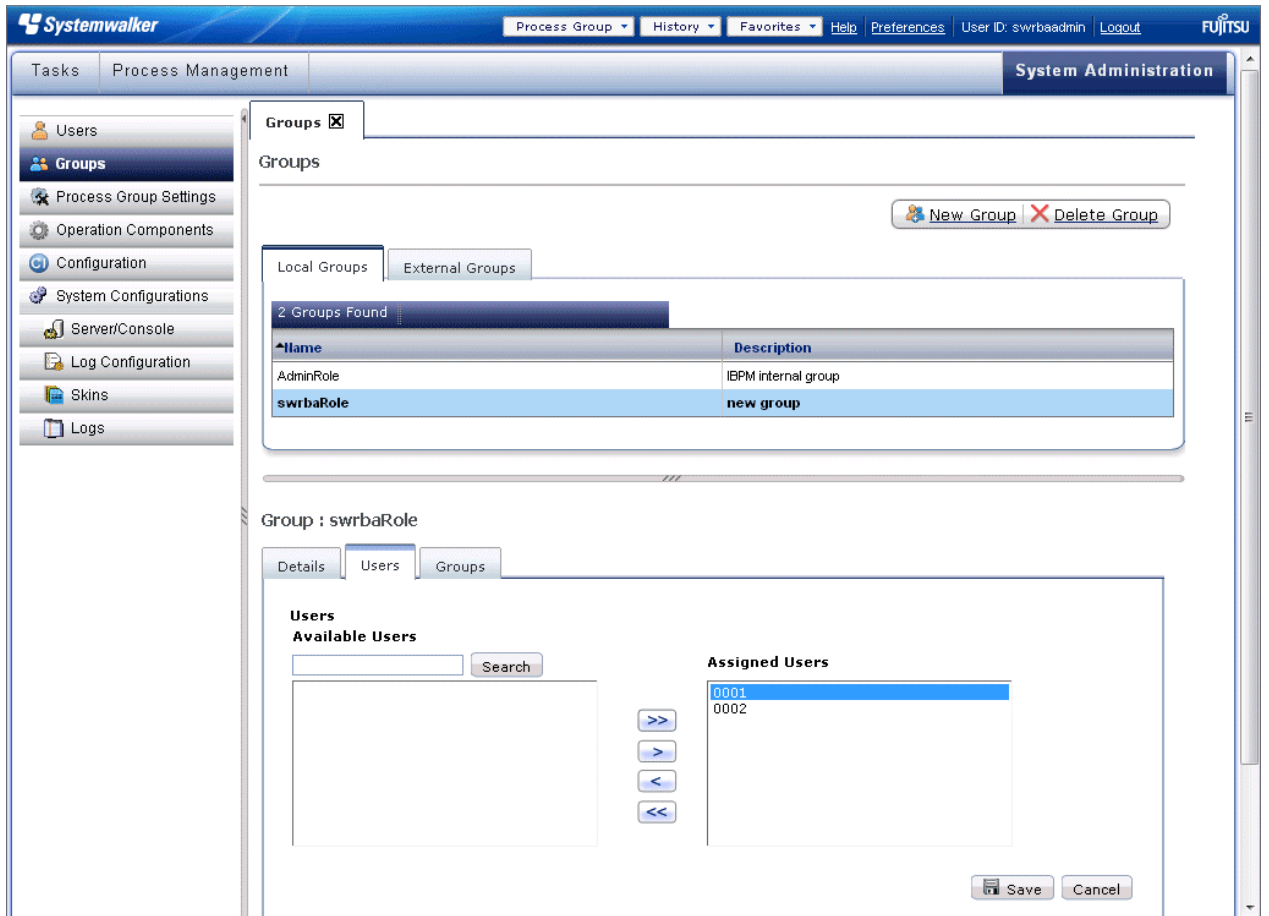 Systemwalker Process Group History Favorites Help Preferences User ID: swrbaadmin Logout FUJITSU
Tasks Process Management System Administration
Users
Groups
Process Group Settings
Operation Components
Configuration
System Configurations
Server/Console
Log Configuration
Skins
Logs
Groups
Groups
New Group Delete Group
Local Groups External Groups
2 Groups Found
Name Description
AdminRole IBPM internal group
swrbaRole new group
Group : swrbaRole
Details Users Groups
Users
Available Users
Search
Assigned Users
0001
0002
>>
>
<
<<
Save Cancel